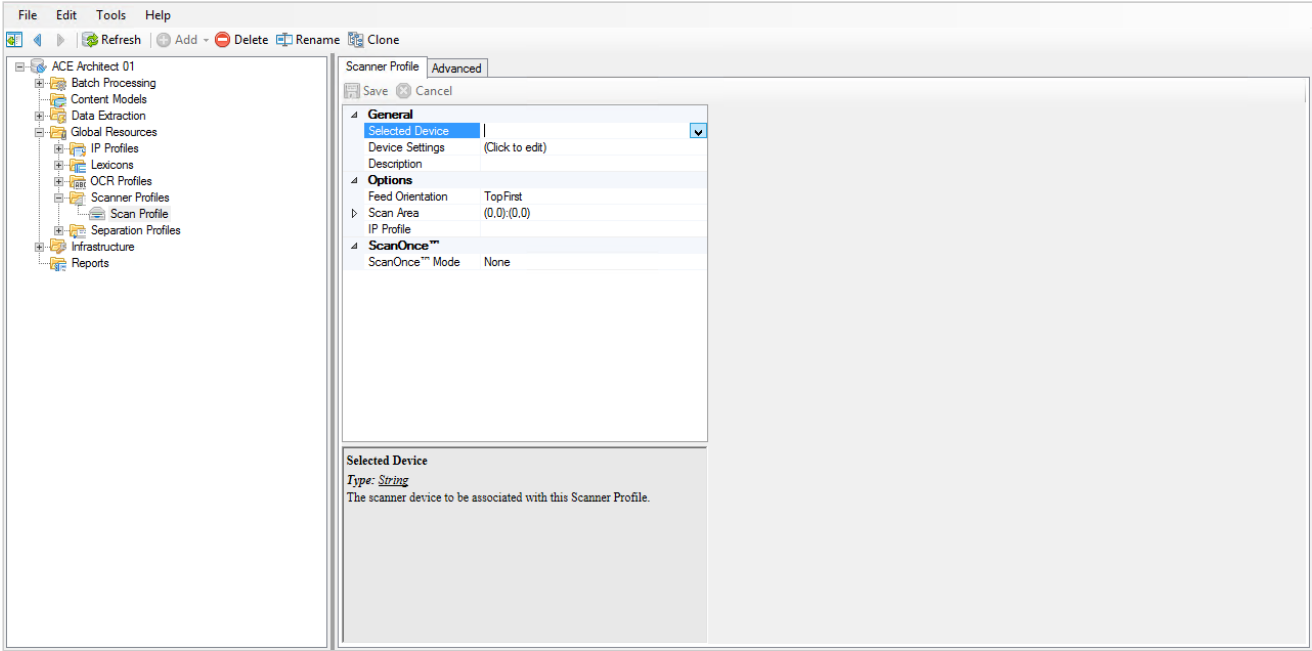 File Edit Tools Help
Refresh Add Delete Rename Clone
ACE Architect 01
Batch Processing
Content Models
Data Extraction
Global Resources
IP Profiles
Lexicons
OCR Profiles
Scanner Profiles
Scan Profile
Separation Profiles
Infrastructure
Reports
Scanner Profile Advanced
Save Cancel
General
Selected Device
Device Settings (Click to edit)
Description
Options
Feed Orientation TopFirst
Scan Area (0,0):(0,0)
IP Profile
ScanOnce™
ScanOnce™ Mode None
Selected Device
Type: String
The scanner device to be associated with this Scanner Profile.